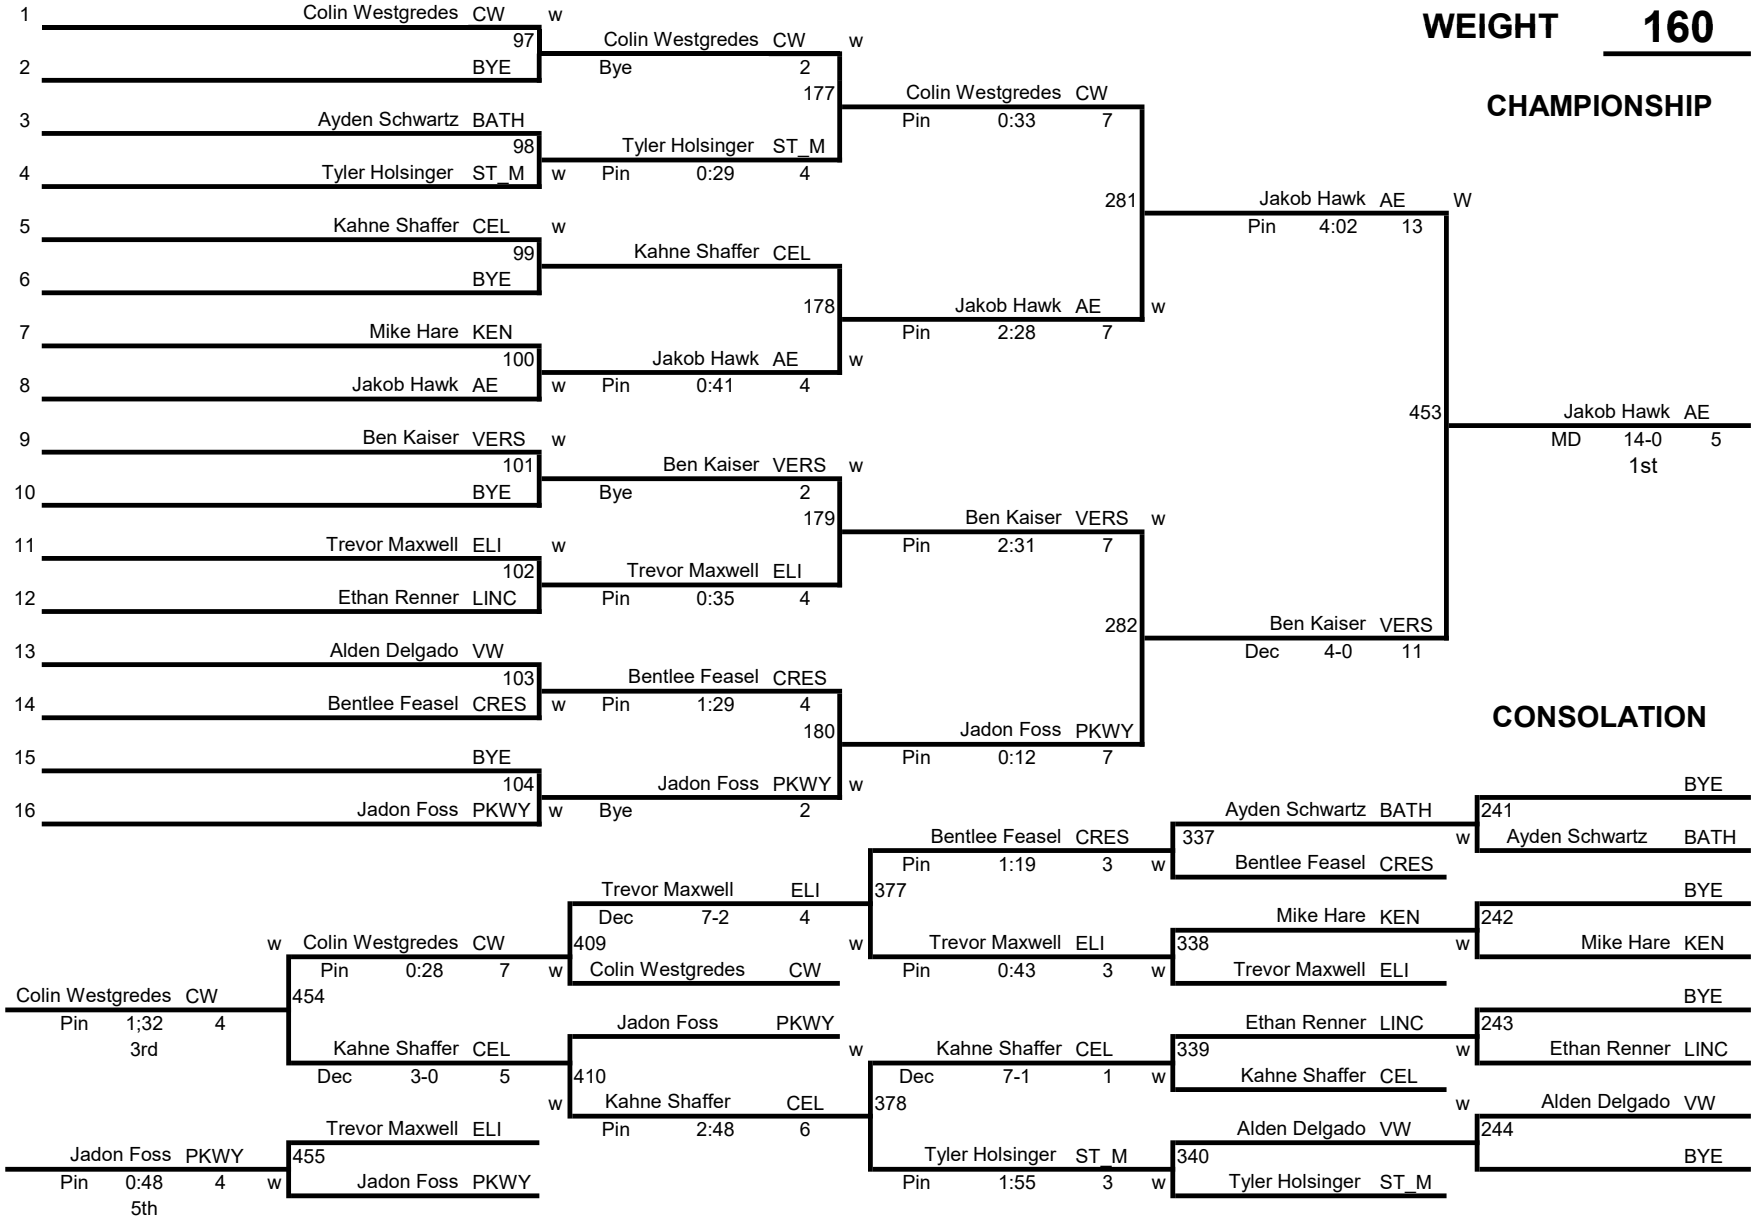 1 Colin Westgredes CW w
WEIGHT 160
97 Colin Westgredes CW w
2 BYE Bye 2
177 Colin Westgredes CW
CHAMPIONSHIP
3 Ayden Schwartz BATH Pin 0:33 7
98 Tyler Holsinger ST_M
4 Tyler Holsinger ST_M w Pin 0:29 4
281 Jakob Hawk AE W
5 Kahne Shaffer CEL w Pin 4:02 13
99 Kahne Shaffer CEL
6 BYE
178 Jakob Hawk AE w
7 Mike Hare KEN Pin 2:28 7
100 Jakob Hawk AE w
8 Jakob Hawk AE w Pin 0:41 4
453 Jakob Hawk AE
9 Ben Kaiser VERS w MD 14-0 5
101 Ben Kaiser VERS w 1st
10 BYE Bye 2
179 Ben Kaiser VERS w
11 Trevor Maxwell ELI w Pin 2:31 7
102 Trevor Maxwell ELI
12 Ethan Renner LINC Pin 0:35 4
282 Ben Kaiser VERS
13 Alden Delgado VW Dec 4-0 11
103 Bentlee Feasel CRES
14 Bentlee Feasel CRES w Pin 1:29 4
CONSOLATION
180 Jadon Foss PKWY
15 BYE Pin 0:12 7
104 Jadon Foss PKWY w BYE
16 Jadon Foss PKWY w Bye 2 Ayden Schwartz BATH 241
Bentlee Feasel CRES 337 w Ayden Schwartz BATH
Pin 1:19 3 w Bentlee Feasel CRES
Trevor Maxwell ELI 377 BYE
Dec 7-2 4 Mike Hare KEN 242
w Colin Westgredes CW 409 w Trevor Maxwell ELI 338 w Mike Hare KEN
Pin 0:28 7 w Colin Westgredes CW Pin 0:43 3 w Trevor Maxwell ELI
Colin Westgredes CW 454 BYE
Pin 1;32 4 Jadon Foss PKWY Ethan Renner LINC 243
3rd Kahne Shaffer CEL w Kahne Shaffer CEL 339 w Ethan Renner LINC
Dec 3-0 5 410 Dec 7-1 1 w Kahne Shaffer CEL
w Kahne Shaffer CEL 378 w Alden Delgado VW
Trevor Maxwell ELI Pin 2:48 6 Alden Delgado VW 244
Jadon Foss PKWY 455 Tyler Holsinger ST_M 340 BYE
Pin 0:48 4 w Jadon Foss PKWY Pin 1:55 3 w Tyler Holsinger ST_M
5th